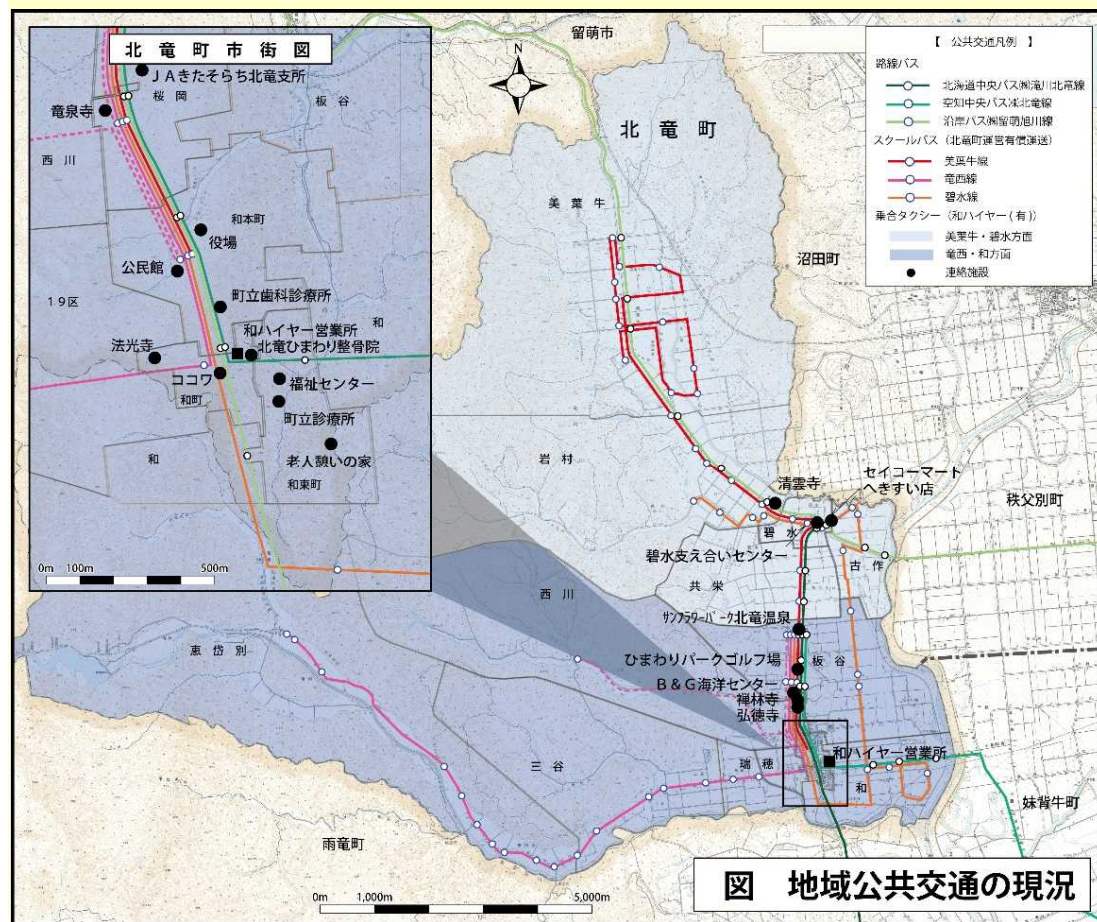 北竜町市街図
ＪＡきたそらち北竜支所
桜岡
竜泉寺
板谷
西川
和本町
役場
公民館
19区
町立歯科診療所
和
和ハイヤー営業所
北竜ひまわり整骨院
法光寺
ココワ
和町
福祉センター
町立診療所
老人憩いの家
和東町
和
0m 100m 500m
N
留萌市
北竜町
美葉牛
沼田町
岩村
清雲寺
セイコーマート
へきすい店
秩父別町
碧水
碧水支え合いセンター
古作
共栄
西川
ｻﾝﾌﾗﾜｰﾊﾟｰｸ北竜温泉
恵岱別
ひまわりパークゴルフ場
板谷
Ｂ＆Ｇ海洋センター
禅林寺
弘徳寺
和ハイヤー営業所
瑞穂
三谷
和
妹背牛町
雨竜町
0m 1,000m 5,000m
【 公共交通凡例 】
路線バス
北海道中央バス㈱滝川北竜線
空知中央バス㈱北竜線
沿岸バス㈱留萌旭川線
スクールバス（北竜町運営有償運送）
美葉牛線
竜西線
碧水線
乗合タクシー（和ハイヤー(有)）
美葉牛・碧水方面
竜西・和方面
連絡施設
図 地域公共交通の現況